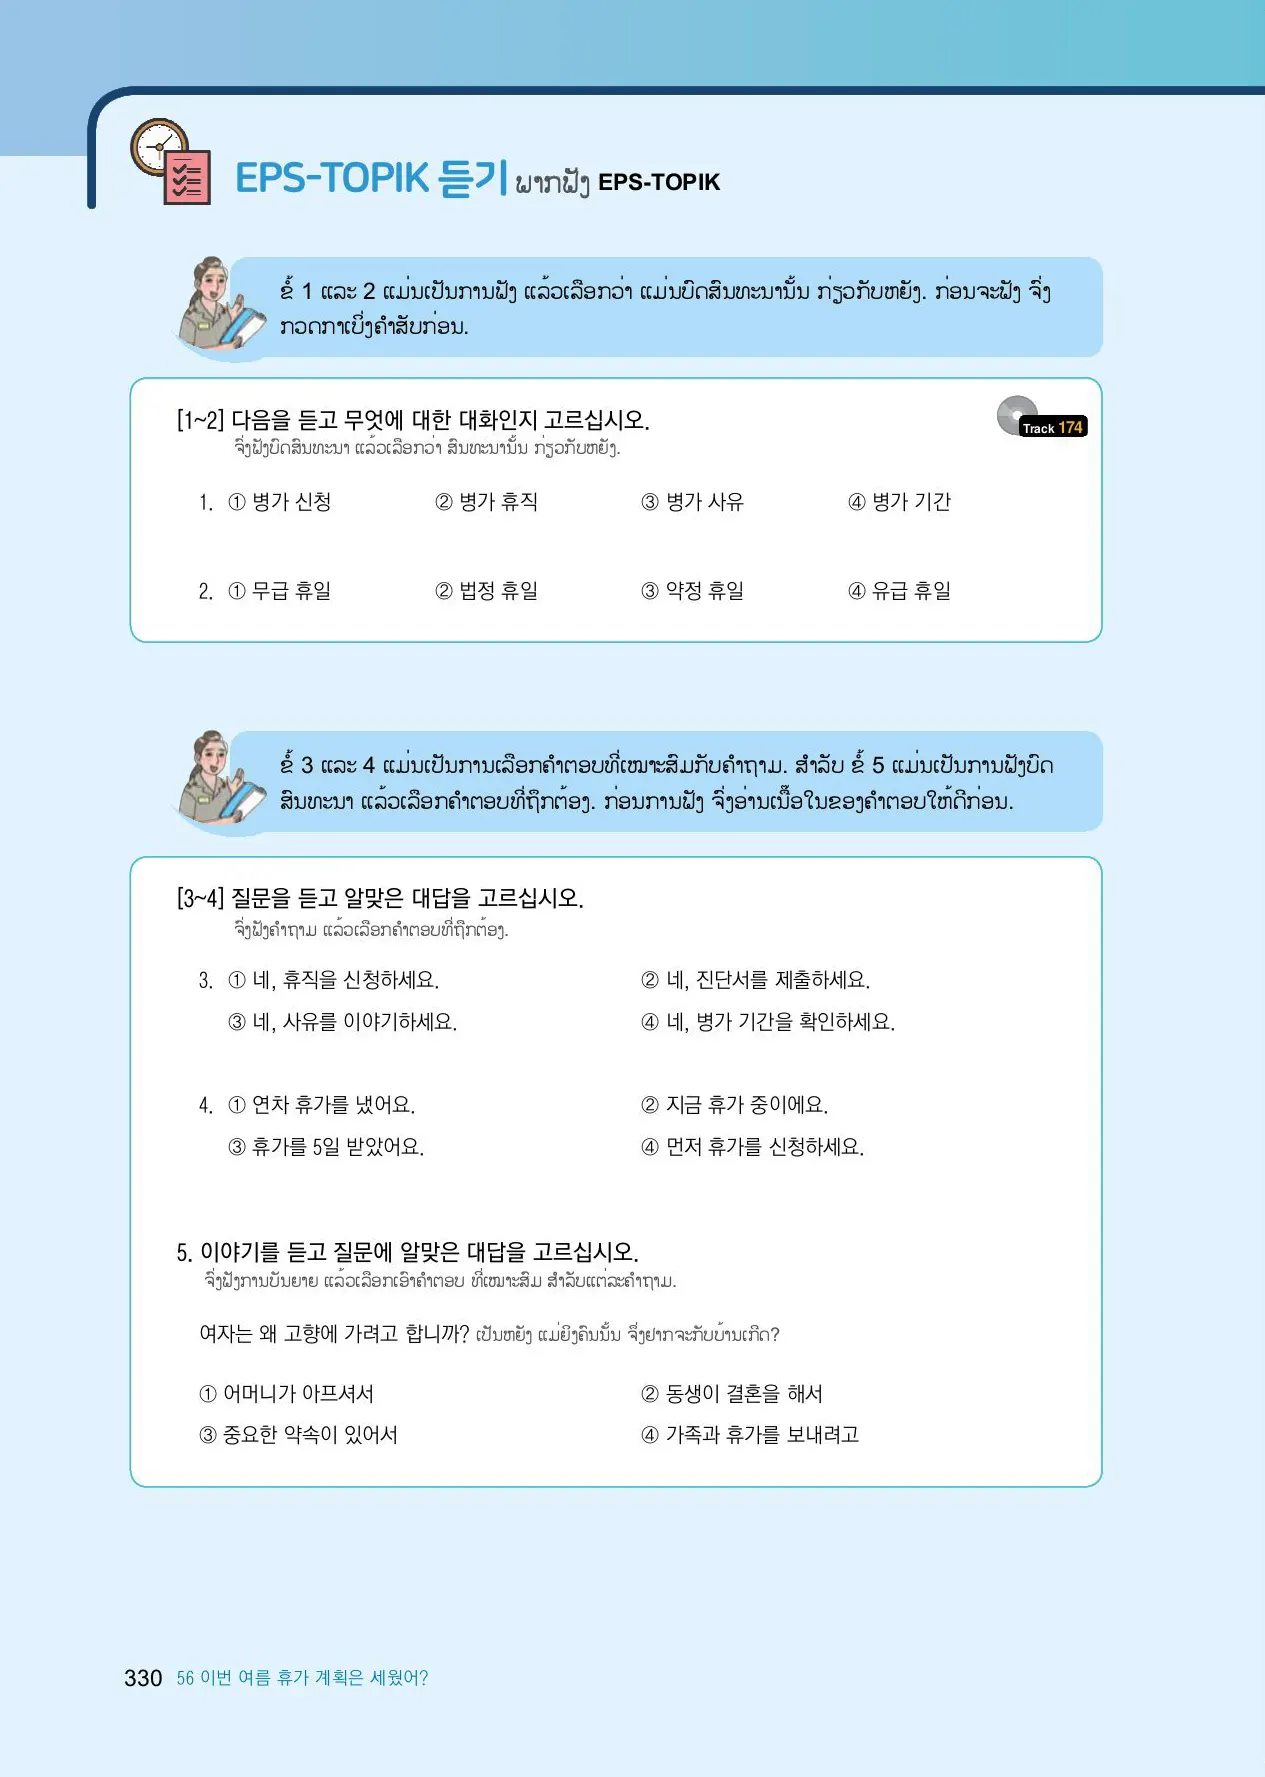 EPS-TOPIK 듣기 ພາກຟັງ EPS-TOPIK
ຂໍ້ 1 ແລະ 2 ແມ່ນເປັນການຟັງ ແລ້ວເລືອກວ່າ ແມ່ນບົດສົນທະນານັ້ນ ກ່ຽວກັບຫຍັງ. ກ່ອນຈະຟັງ ຈົ່ງ
ກວດກາເບິ່ງຄຳສັບກ່ອນ.
[1~2] 다음을 듣고 무엇에 대한 대화인지 고르십시오.
Track 174
ຈົ່ງຟັງບົດສົນທະນາ ແລ້ວເລືອກວ່າ ສົນທະນານັ້ນ ກ່ຽວກັບຫຍັງ.
1. ① 병가 신청 ② 병가 휴직 ③ 병가 사유 ④ 병가 기간
2. ① 무급 휴일 ② 법정 휴일 ③ 약정 휴일 ④ 유급 휴일
ຂໍ້ 3 ແລະ 4 ແມ່ນເປັນການເລືອກຄຳຕອບທີ່ເໝາະສົມກັບຄຳຖາມ. ສຳລັບ ຂໍ້ 5 ແມ່ນເປັນການຟັງບົດ
ສົນທະນາ ແລ້ວເລືອກຄຳຕອບທີ່ຖຶກຕ້ອງ. ກ່ອນການຟັງ ຈົ່ງອ່ານເນື້ອໃນຂອງຄຳຕອບໃຫ້ດີກ່ອນ.
[3~4] 질문을 듣고 알맞은 대답을 고르십시오.
ຈົ່ງຟັງຄຳຖາມ ແລ້ວເລືອກຄຳຕອບທີ່ຖືກຕ້ອງ.
3. ① 네, 휴직을 신청하세요. ② 네, 진단서를 제출하세요.
③ 네, 사유를 이야기하세요. ④ 네, 병가 기간을 확인하세요.
4. ① 연차 휴가를 냈어요. ② 지금 휴가 중이에요.
③ 휴가를 5일 받았어요. ④ 먼저 휴가를 신청하세요.
5. 이야기를 듣고 질문에 알맞은 대답을 고르십시오.
ຈົ່ງຟັງການບັນຍາຍ ແລ້ວເລືອກເອົາຄຳຕອບ ທີ່ເໝາະສົມ ສຳລັບແຕ່ລະຄຳຖາມ.
여자는 왜 고향에 가려고 합니까? ເປັນຫຍັງ ແມ່ຍິງຄົນນັ້ນ ຈຶ່ງຢາກຈະກັບບ້ານເກີດ?
① 어머니가 아프셔서 ② 동생이 결혼을 해서
③ 중요한 약속이 있어서 ④ 가족과 휴가를 보내려고
330 56 이번 여름 휴가 계획은 세웠어?